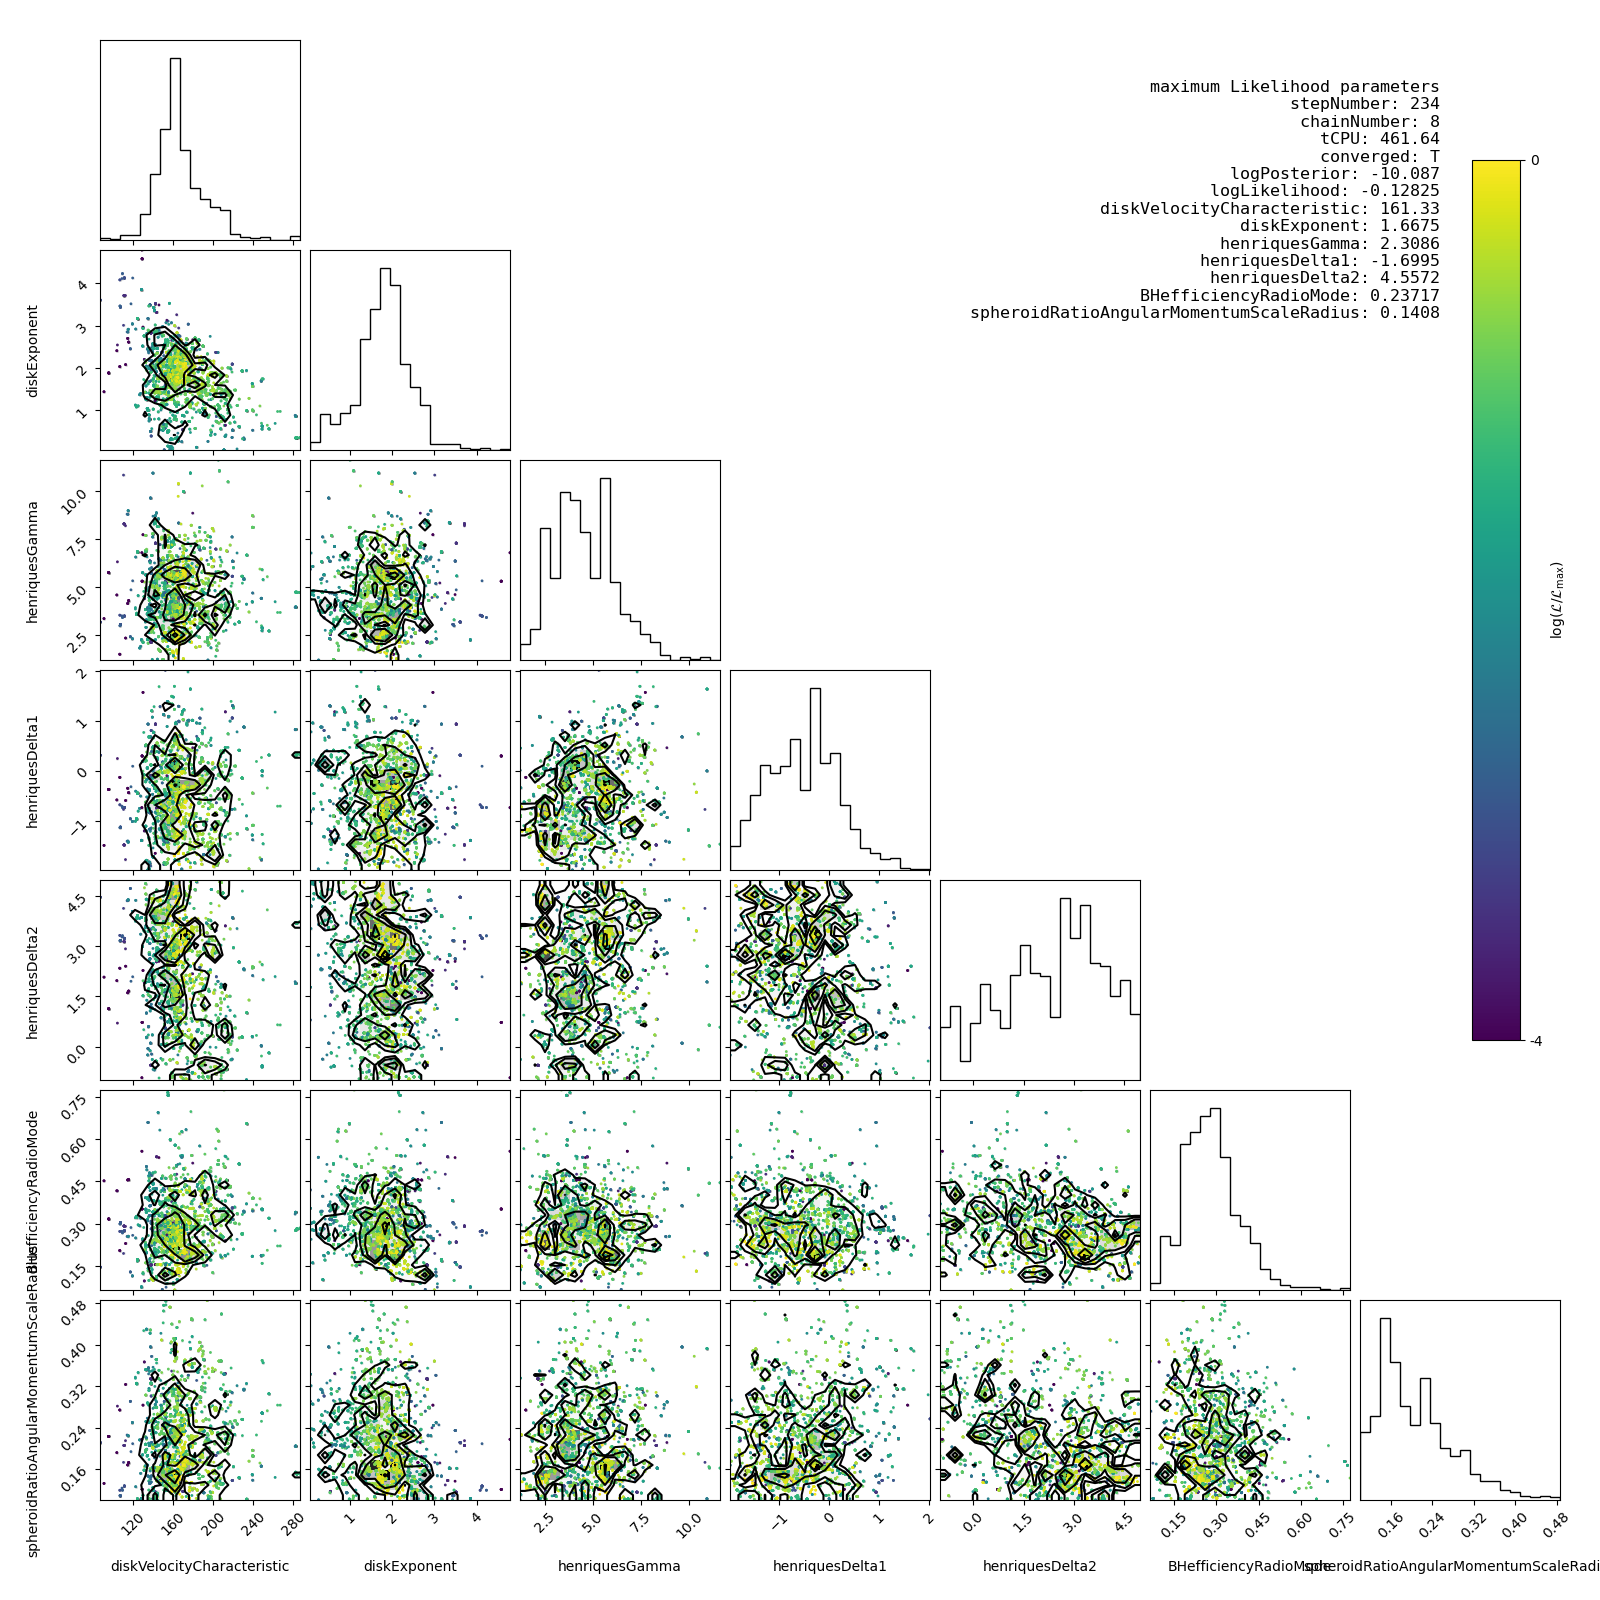 maximum Likelihood parameters
stepNumber: 234
chainNumber: 8
tCPU: 461.64
converged: T
logPosterior: -10.087
logLikelihood: -0.12825
diskVelocityCharacteristic: 161.33
diskExponent: 1.6675
henriquesGamma: 2.3086
henriquesDelta1: -1.6995
henriquesDelta2: 4.5572
BHefficiencyRadioMode: 0.23717
spheroidRatioAngularMomentumScaleRadius: 0.1408
0
log(ℒ/ℒmax)
-4
diskExponent
4
3
2
1
henriquesGamma
10.0
7.5
5.0
2.5
henriquesDelta1
2
1
0
−1
henriquesDelta2
4.5
3.0
1.5
0.0
BHefficiencyRadioMode
0.75
0.60
0.45
0.30
0.15
spheroidRatioAngularMomentumScaleRadius
0.48
0.40
0.32
0.24
0.16
120 160 200 240 280
1 2 3 4
2.5 5.0 7.5 10.0
−1 0 1 2
0.0 1.5 3.0 4.5
0.15 0.30 0.45 0.60 0.75
0.16 0.24 0.32 0.40 0.48
diskVelocityCharacteristic
diskExponent
henriquesGamma
henriquesDelta1
henriquesDelta2
BHefficiencyRadioMode
spheroidRatioAngularMomentumScaleRadi